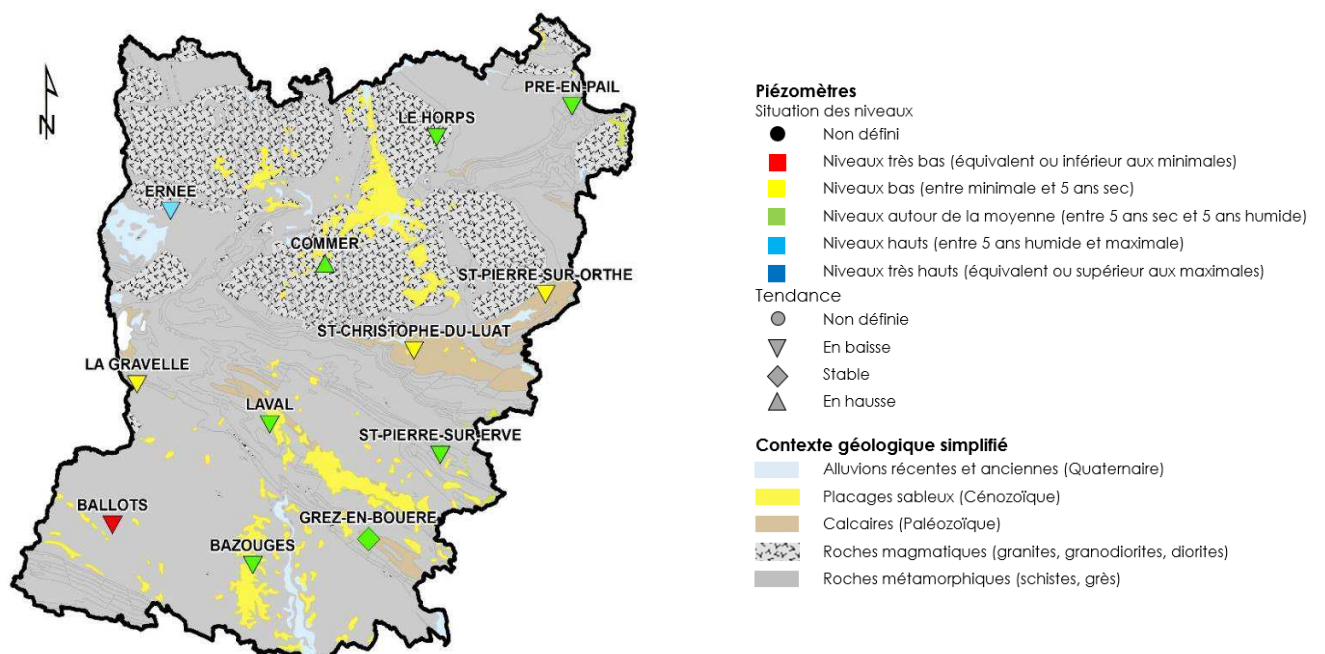 N
PRE-EN-PAIL
LE HORPS
ERNEE
COMMER
ST-PIERRE-SUR-ORTHE
ST-CHRISTOPHE-DU-LUAT
LA GRAVELLE
LAVAL
ST-PIERRE-SUR-ERVE
BALLOTS
GREZ-EN-BOUERE
BAZOUGES
Piézomètres
Situation des niveaux
Non défini
Niveaux très bas (équivalent ou inférieur aux minimales)
Niveaux bas (entre minimale et 5 ans sec)
Niveaux autour de la moyenne (entre 5 ans sec et 5 ans humide)
Niveaux hauts (entre 5 ans humide et maximale)
Niveaux très hauts (équivalent ou supérieur aux maximales)
Tendance
Non définie
En baisse
Stable
En hausse
Contexte géologique simplifié
Alluvions récentes et anciennes (Quaternaire)
Placages sableux (Cénozoïque)
Calcaires (Paléozoïque)
Roches magmatiques (granites, granodiorites, diorites)
Roches métamorphiques (schistes, grès)